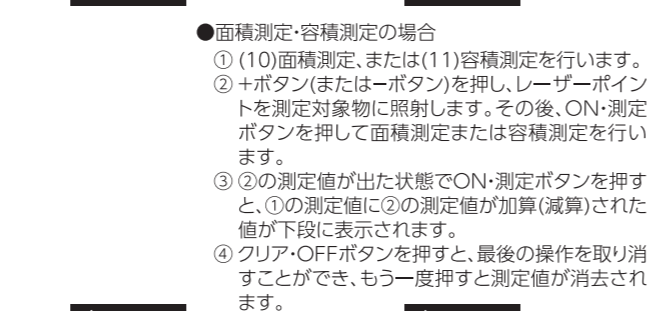 ●面積測定・容積測定の場合
① (10)面積測定、または(11)容積測定を行います。
② +ボタン(または−ボタン)を押し、レーザーポイン
トを測定対象物に照射します。その後、ON・測定
ボタンを押して面積測定または容積測定を行い
ます。
③ ②の測定値が出た状態でON・測定ボタンを押す
と、①の測定値に②の測定値が加算(減算)された
値が下段に表示されます。
④ クリア・OFFボタンを押すと、最後の操作を取り消
すことができ、もう一度押すと測定値が消去され
ます。